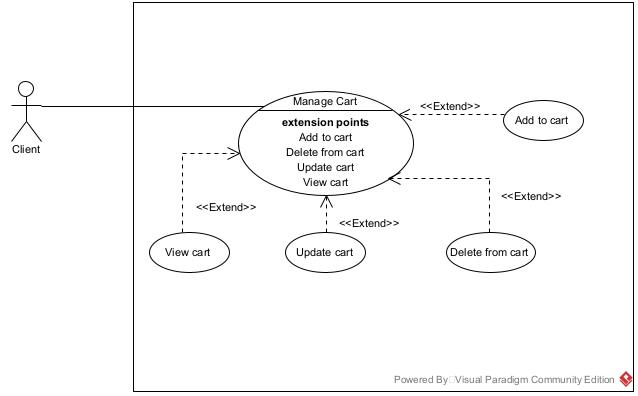 Manage Cart
<<Extend>>
extension points
Add to cart
Add to cart
Delete from cart
Client
Update cart
View cart
<<Extend>>
<<Extend>>
<<Extend>>
View cart
Update cart
Delete from cart
Powered By Visual Paradigm Community Edition